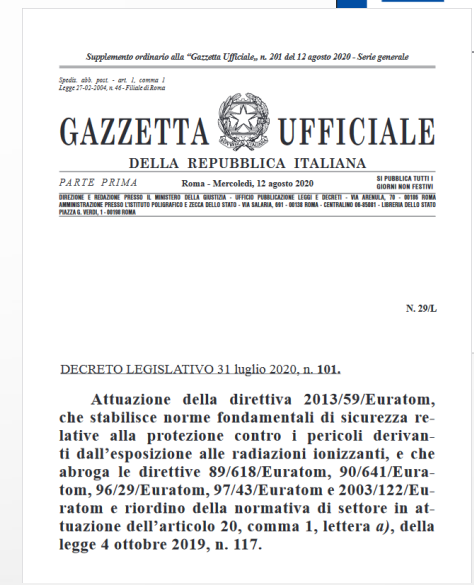 Supplemento ordinario alla “Gazzetta Ufficiale„ n. 201 del 12 agosto 2020 - Serie generale
Spediz. abb. post. - art. 1, comma 1
Legge 27-02-2004, n. 46 - Filiale di Roma
GAZZETTA UFFICIALE
DELLA REPUBBLICA ITALIANA
PARTE PRIMA
Roma - Mercoledì, 12 agosto 2020
SI PUBBLICA TUTTI I
GIORNI NON FESTIVI
DIREZIONE E REDAZIONE PRESSO IL MINISTERO DELLA GIUSTIZIA - UFFICIO PUBBLICAZIONE LEGGI E DECRETI - VIA ARENULA, 70 - 00186 ROMA
AMMINISTRAZIONE PRESSO L'ISTITUTO POLIGRAFICO E ZECCA DELLO STATO - VIA SALARIA, 691 - 00138 ROMA - CENTRALINO 06-85081 - LIBRERIA DELLO STATO
PIAZZA G. VERDI, 1 - 00198 ROMA
N. 29/L
DECRETO LEGISLATIVO 31 luglio 2020, n. 101.
Attuazione della direttiva 2013/59/Euratom,
che stabilisce norme fondamentali di sicurezza re-
lative alla protezione contro i pericoli derivan-
ti dall’esposizione alle radiazioni ionizzanti, e che
abroga le direttive 89/618/Euratom, 90/641/Eura-
tom, 96/29/Euratom, 97/43/Euratom e 2003/122/Eu-
ratom e riordino della normativa di settore in at-
tuazione dell’articolo 20, comma 1, lettera a), della
legge 4 ottobre 2019, n. 117.